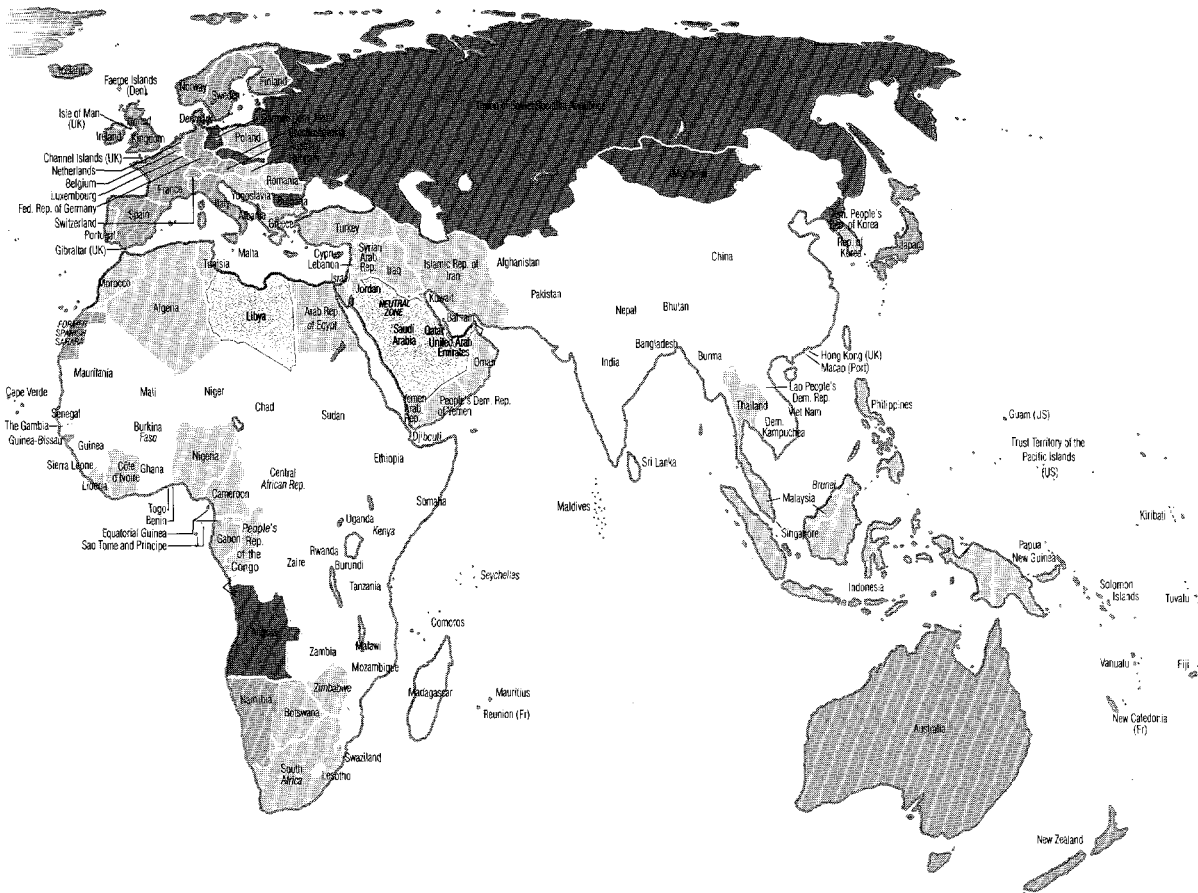 Iceland
Faeroe Islands
(Den)
Norway
Sweden
Finland
Isle of Man
(UK)
United
Kingdom
Ireland
Denmark
Poland
Channel Islands (UK)
Netherlands
Belgium
Luxembourg
Fed. Rep. of Germany
Switzerland
France
Romania
Yugoslavia
Italy
Albania
Greece
Spain
Portugal
Gibraltar (UK)
Malta
Turkey
Cyprus
Lebanon
Syrian
Arab
Rep.
Israel
Iraq
Islamic Rep. of
Iran
Afghanistan
Jordan
Kuwait
NEUTRAL
ZONE
Saudi
Arabia
Bahrain
Qatar
United Arab
Emirates
Oman
Yemen
Arab
Rep.
People's Dem. Rep.
of Yemen
Pakistan
Nepal
Bhutan
India
Bangladesh
Burma
China
Dem. People's
Rep. of Korea
Rep. of
Korea
Japan
Hong Kong (UK)
Macao (Port)
Lao People's
Dem. Rep.
Viet Nam
Thailand
Dem.
Kampuchea
Philippines
Sri Lanka
Maldives
Brunei
Malaysia
Singapore
Indonesia
Guam (US)
Trust Territory of the
Pacific Islands
(US)
Kiribati
Papua
New Guinea
Solomon
Islands
Tuvalu
Vanuatu
Fiji
New Caledonia
(Fr)
Australia
New Zealand
Morocco
Algeria
Tunisia
Libya
Arab Rep.
of Egypt
FORMER
SPANISH
SAHARA
Mauritania
Mali
Niger
Chad
Sudan
Cape Verde
Senegal
The Gambia
Guinea-Bissau
Guinea
Sierra Leone
Liberia
Burkina
Faso
Côte
d'Ivoire
Ghana
Togo
Benin
Nigeria
Cameroon
Central
African Rep.
Equatorial Guinea
Sao Tome and Principe
Gabon
People's
Rep.
of the
Congo
Zaire
Djibouti
Ethiopia
Somalia
Uganda
Kenya
Rwanda
Burundi
Tanzania
Seychelles
Comoros
Zambia
Malawi
Mozambique
Zimbabwe
Namibia
Botswana
Madagascar
Mauritius
Reunion (Fr)
Swaziland
Lesotho
South
Africa